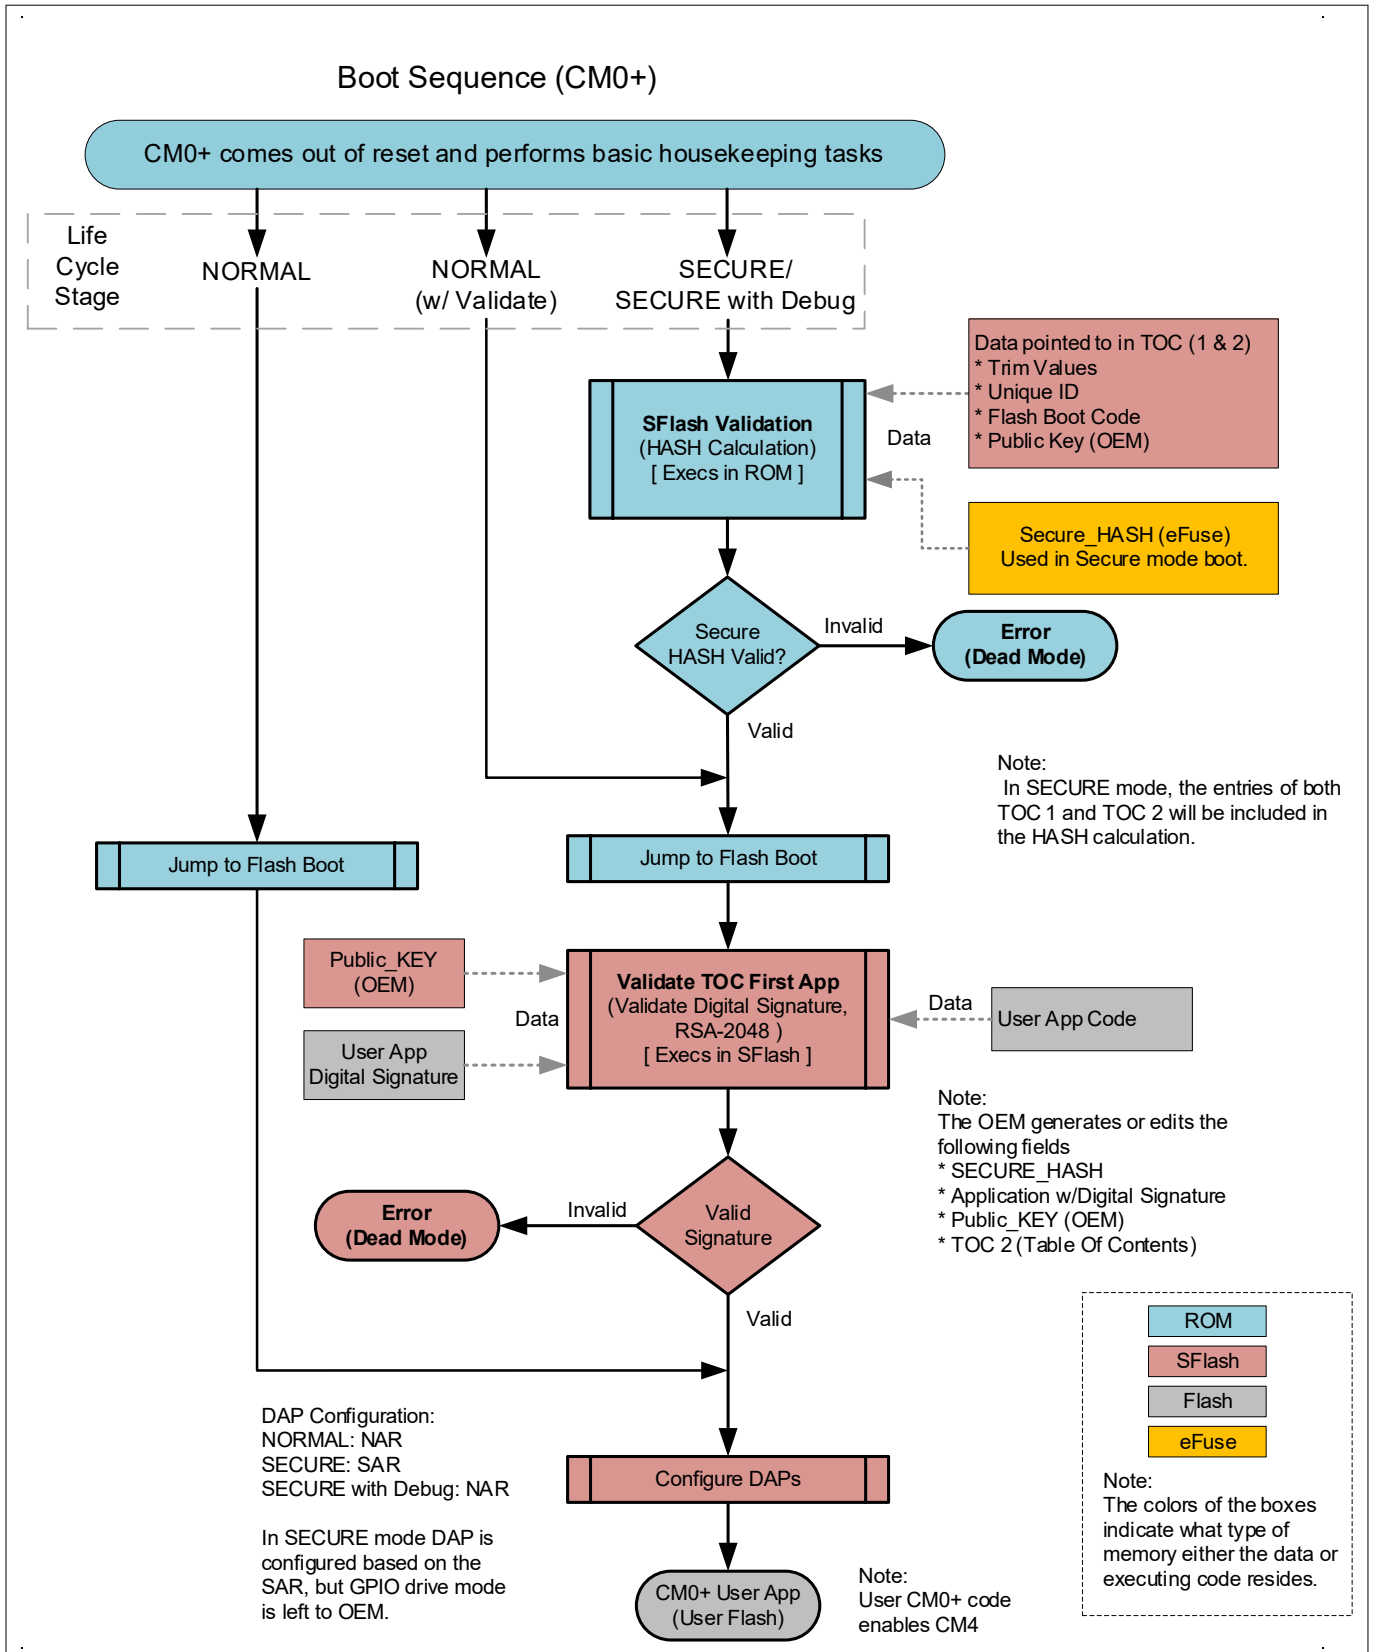 Boot Sequence (CM0+)
CM0+ comes out of reset and performs basic housekeeping tasks
Life
Cycle
Stage
NORMAL
NORMAL
(w/ Validate)
SECURE/
SECURE with Debug
Data pointed to in TOC (1 & 2)
* Trim Values
* Unique ID
* Flash Boot Code
* Public Key (OEM)
SFlash Validation
(HASH Calculation)
[ Execs in ROM ]
Data
Secure_HASH (eFuse)
Used in Secure mode boot.
Secure
HASH Valid?
Invalid
Error
(Dead Mode)
Valid
Note:
In SECURE mode, the entries of both
TOC 1 and TOC 2 will be included in
the HASH calculation.
Jump to Flash Boot
Jump to Flash Boot
Public_KEY
(OEM)
Data
User App
Digital Signature
Validate TOC First App
(Validate Digital Signature,
RSA-2048 )
[ Execs in SFlash ]
Data
User App Code
Note:
The OEM generates or edits the
following fields
* SECURE_HASH
* Application w/Digital Signature
* Public_KEY (OEM)
* TOC 2 (Table Of Contents)
Valid
Signature
Invalid
Error
(Dead Mode)
Valid
DAP Configuration:
NORMAL: NAR
SECURE: SAR
SECURE with Debug: NAR
In SECURE mode DAP is
configured based on the
SAR, but GPIO drive mode
is left to OEM.
Configure DAPs
CM0+ User App
(User Flash)
Note:
User CM0+ code
enables CM4
ROM
SFlash
Flash
eFuse
Note:
The colors of the boxes
indicate what type of
memory either the data or
executing code resides.